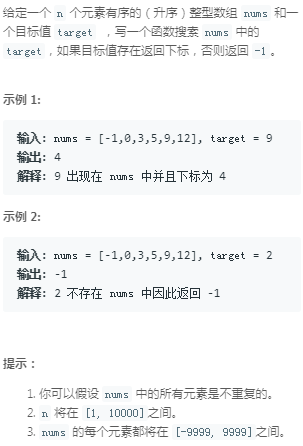 给定一个 n 个元素有序的（升序）整型数组 nums 和一
个目标值 target ，写一个函数搜索 nums 中的
target，如果目标值存在返回下标，否则返回 -1。
示例 1:
输入: nums = [-1,0,3,5,9,12], target = 9
输出: 4
解释: 9 出现在 nums 中并且下标为 4
示例 2:
输入: nums = [-1,0,3,5,9,12], target = 2
输出: -1
解释: 2 不存在 nums 中因此返回 -1
提示：
1. 你可以假设 nums 中的所有元素是不重复的。
2. n 将在 [1, 10000]之间。
3. nums 的每个元素都将在 [-9999, 9999]之间。